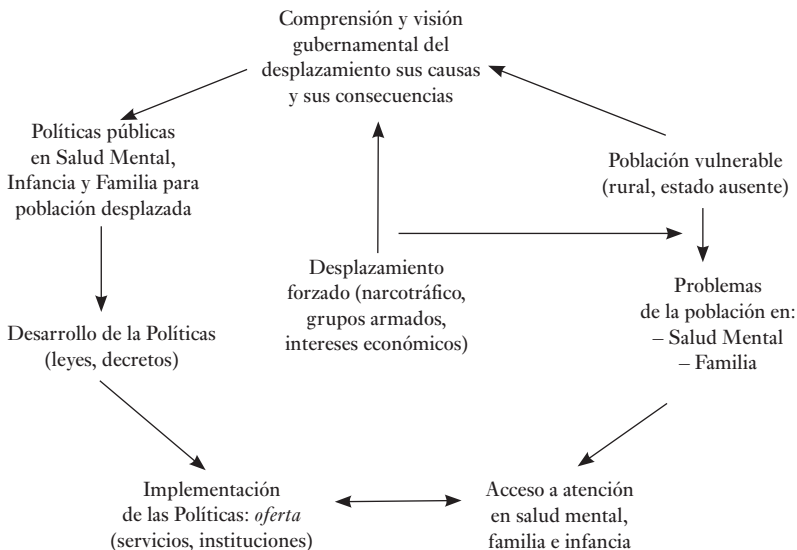 Comprensión y visión
gubernamental del
desplazamiento sus causas
y sus consecuencias
Políticas públicas
en Salud Mental,
Infancia y Familia para
población desplazada
Población vulnerable
(rural, estado ausente)
Desplazamiento
forzado (narcotráfico,
grupos armados,
intereses económicos)
Problemas
de la población en:
– Salud Mental
– Familia
Desarrollo de la Políticas
(leyes, decretos)
Implementación
de las Políticas: oferta
(servicios, instituciones)
Acceso a atención
en salud mental,
familia e infancia